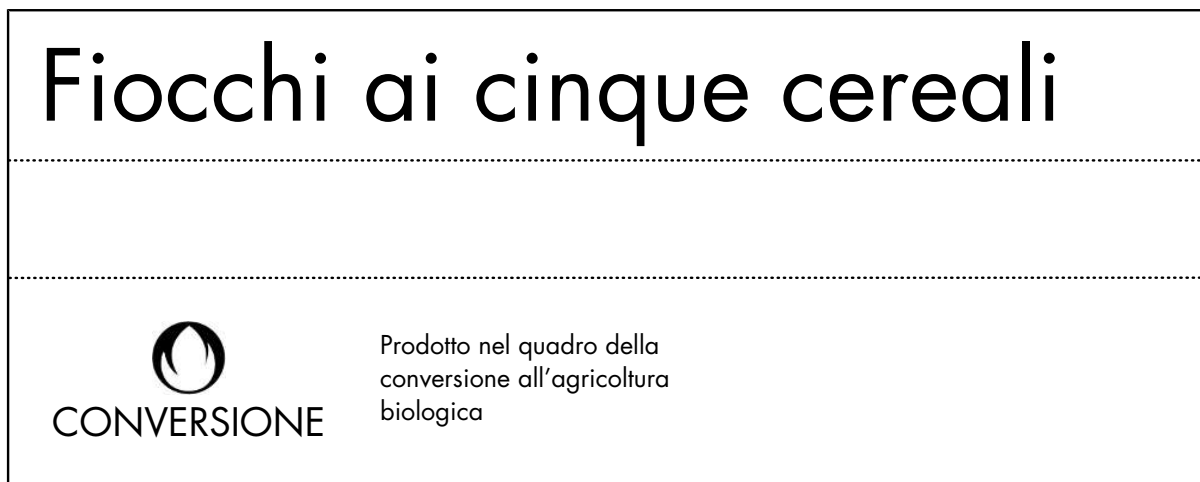 Fiocchi ai cinque cereali
CONVERSIONE
Prodotto nel quadro della
conversione all’agricoltura
biologica